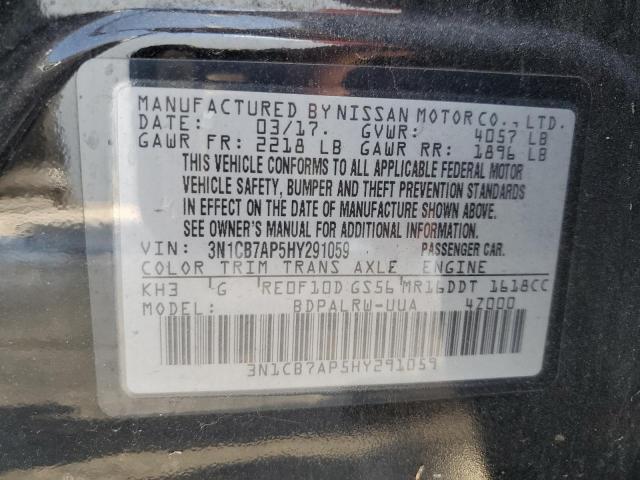 MANUFACTURED BY NISSAN MOTOR CO., LTD.
DATE: 03/17. GVWR: 4057 LB
GAWR FR: 2218 LB GAWR RR: 1896 LB
THIS VEHICLE CONFORMS TO ALL APPLICABLE FEDERAL MOTOR
VEHICLE SAFETY, BUMPER AND THEFT PREVENTION STANDARDS
IN EFFECT ON THE DATE OF MANUFACTURE SHOWN ABOVE.
SEE OWNER'S MANUAL FOR ADDITIONAL INFORMATION.
VIN: 3N1CB7AP5HY291059 PASSENGER CAR.
COLOR TRIM TRANS AXLE ENGINE
KH3 G RE0F10D GS56 MR16DDT 1618CC
MODEL: BDPALRW-UUA 4Z000
3N1CB7AP5HY291059